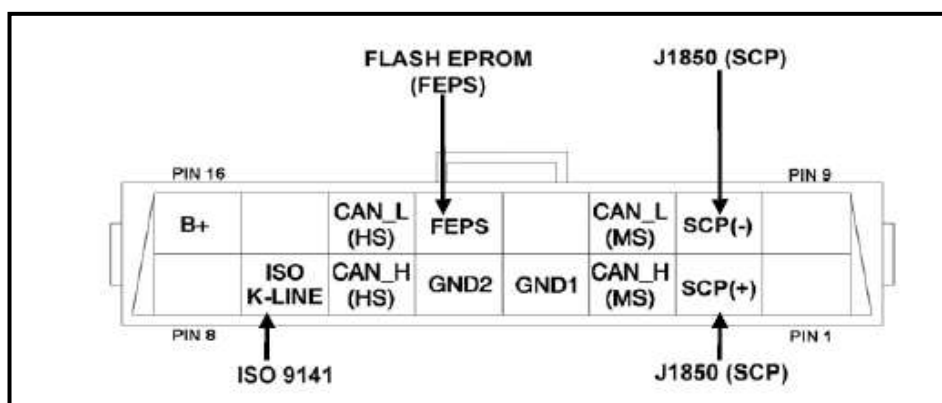 FLASH EPROM
(FEPS)
J1850 (SCP)
PIN 16
PIN 9
B+
CAN_L
(HS)
FEPS
CAN_L
(MS)
SCP(-)
ISO
K-LINE
CAN_H
(HS)
GND2
GND1
CAN_H
(MS)
SCP(+)
PIN 8
PIN 1
ISO 9141
J1850 (SCP)